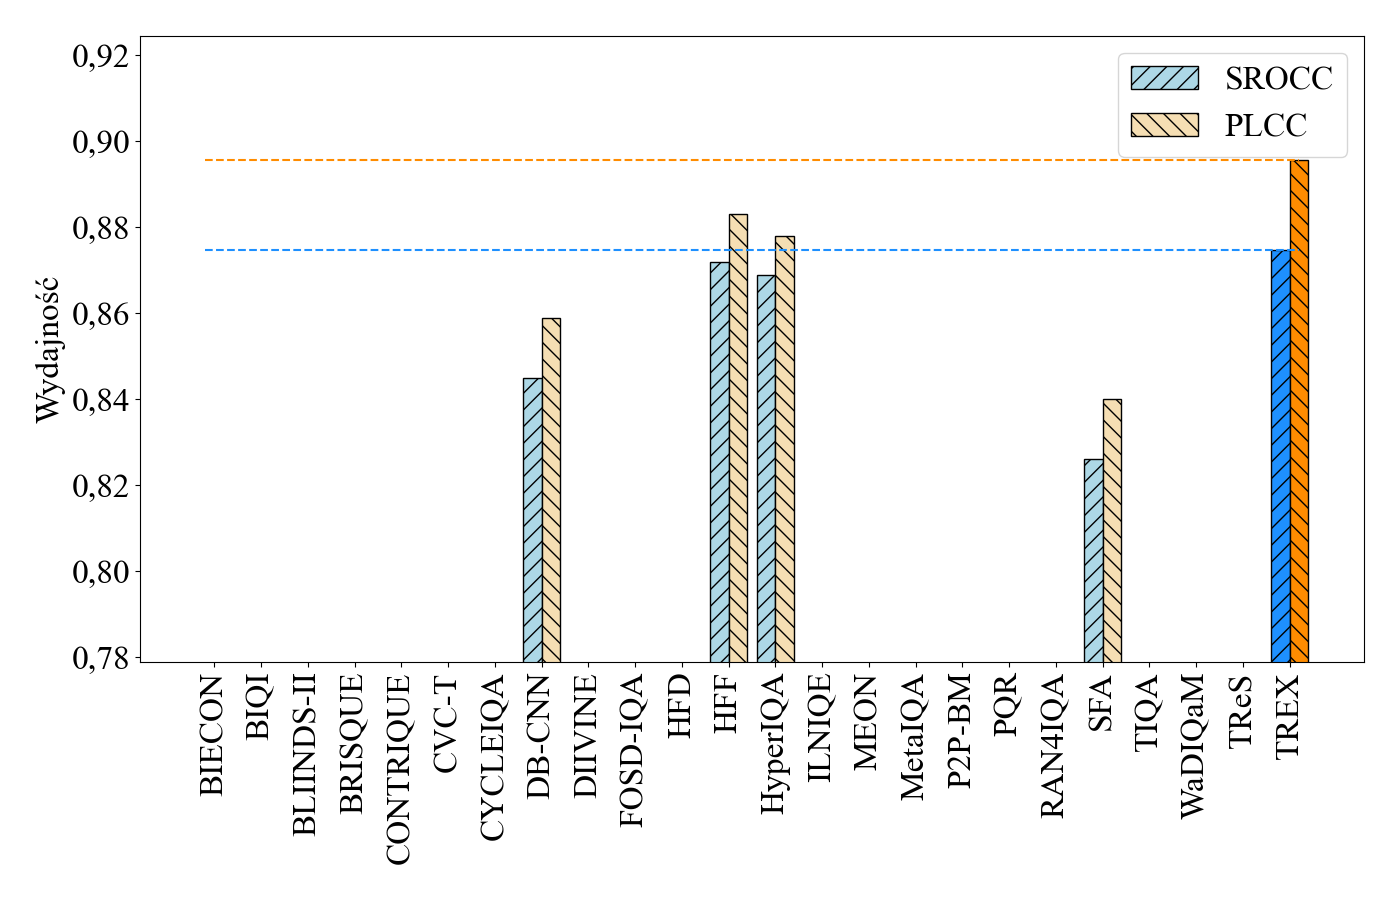 0,92
0,90
0,88
0,86
0,84
0,82
0,80
0,78
Wydajność
SROCC
PLCC
BIECON
BIQI
BLIINDS-II
BRISQUE
CONTRIQUE
CVC-T
CYCLEIQA
DB-CNN
DIIVINE
FOSD-IQA
HFD
HFF
HyperIQA
ILNIQE
MEON
MetaIQA
P2P-BM
PQR
RAN4IQA
SFA
TIQA
WaDIQaM
TReS
TREX